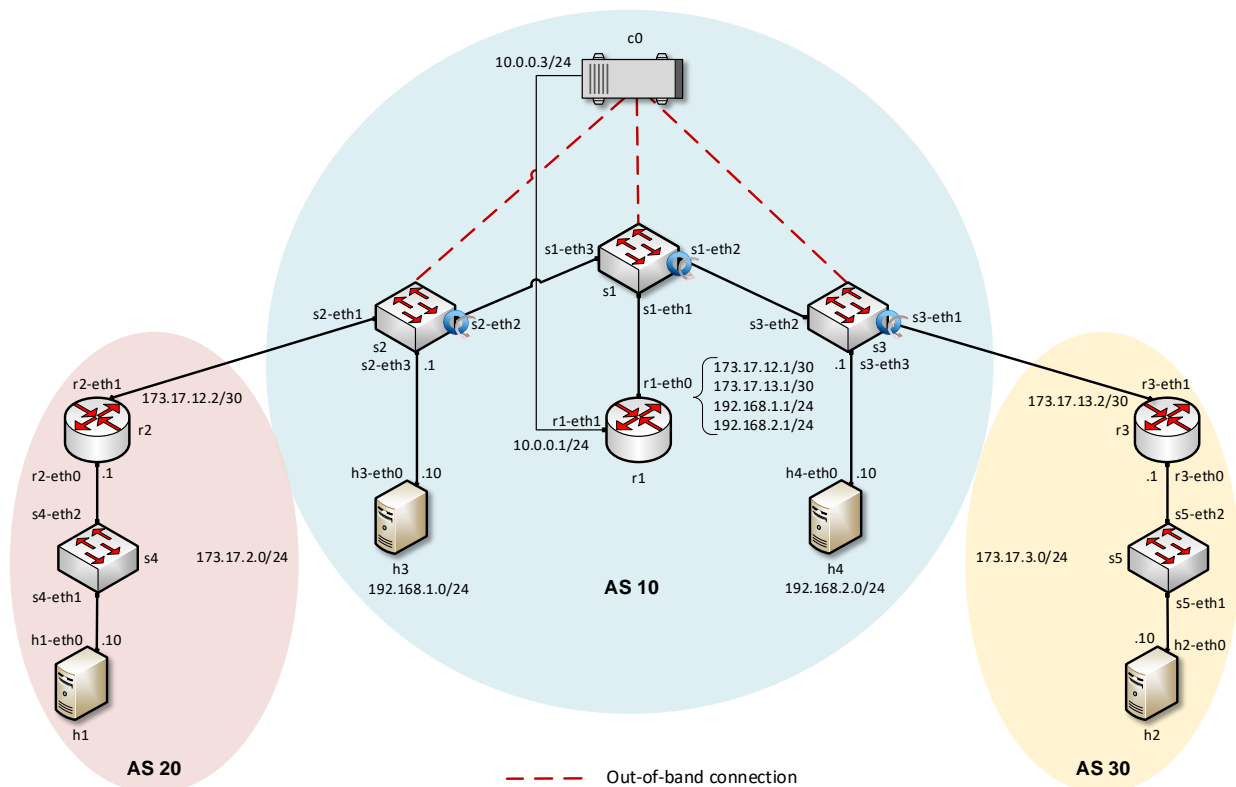 c0
10.0.0.3/24
s1-eth3
s1-eth2
s1
s1-eth1
s2-eth1
s2-eth2
s2
s2-eth3
.1
s3-eth2
s3-eth1
s3
.1
s3-eth3
r2-eth1
173.17.12.2/30
r2
r2-eth0
.1
r1-eth0
173.17.12.1/30
173.17.13.1/30
192.168.1.1/24
192.168.2.1/24
r1-eth1
10.0.0.1/24
r1
r3-eth1
173.17.13.2/30
r3
.1
r3-eth0
h3-eth0
.10
h3
192.168.1.0/24
h4-eth0
.10
h4
192.168.2.0/24
AS 10
s4-eth2
s4
173.17.2.0/24
s4-eth1
h1-eth0
.10
h1
AS 20
s5-eth2
173.17.3.0/24
s5
s5-eth1
.10
h2-eth0
h2
AS 30
Out-of-band connection